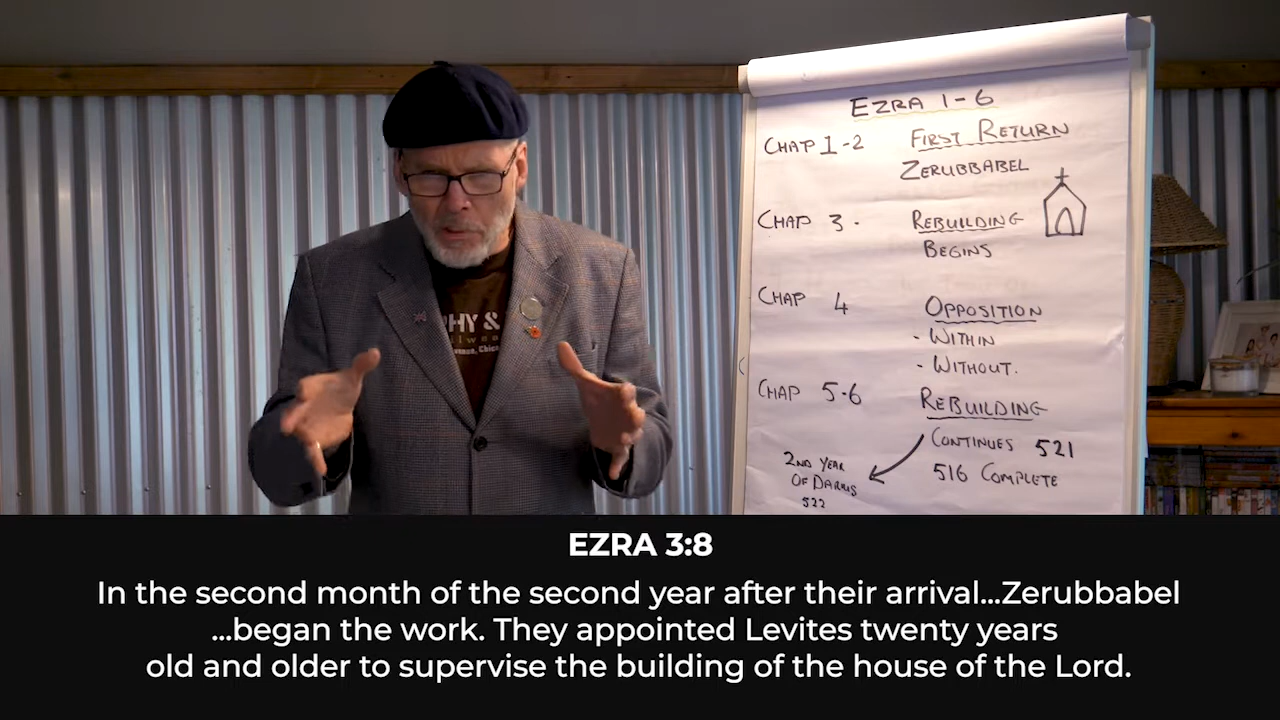 EZRA 1-6
CHAP 1-2 FIRST RETURN
ZERUBBABEL
CHAP 3. REBUILDING
BEGINS
CHAP 4 OPPOSITION
- WITHIN
- WITHOUT.
CHAP 5-6 REBUILDING
CONTINUES 521
516 COMPLETE
2ND YEAR
OF DARIUS
522
PHY &
EZRA 3:8
In the second month of the second year after their arrival...Zerubbabel
...began the work. They appointed Levites twenty years
old and older to supervise the building of the house of the Lord.